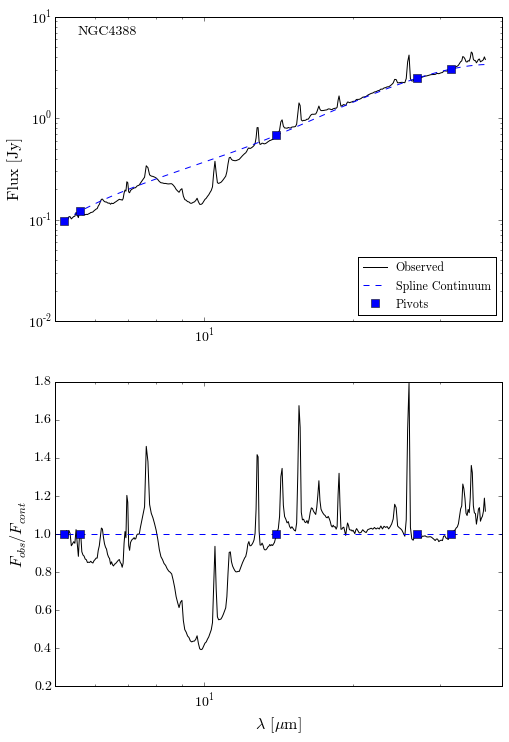 NGC4388
Flux [Jy]
10^1
10^0
10^-1
10^-2
10^1
Observed
Spline Continuum
Pivots
F_obs/F_cont
1.8
1.6
1.4
1.2
1.0
0.8
0.6
0.4
0.2
10^1
λ [μm]